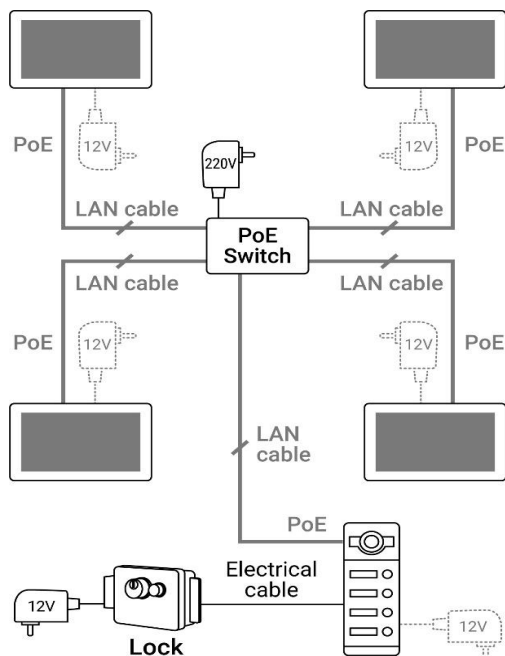 PoE
12V
12V
PoE
220V
LAN cable
LAN cable
PoE
Switch
LAN cable
LAN cable
PoE
12V
12V
PoE
LAN
cable
PoE
Electrical
cable
12V
12V
Lock